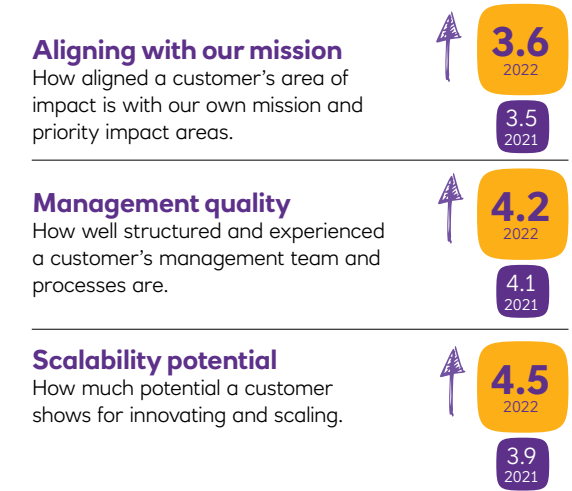 Aligning with our mission
How aligned a customer's area of
impact is with our own mission and
priority impact areas.
3.6
2022
3.5
2021
Management quality
How well structured and experienced
a customer's management team and
processes are.
4.2
2022
4.1
2021
Scalability potential
How much potential a customer
shows for innovating and scaling.
4.5
2022
3.9
2021